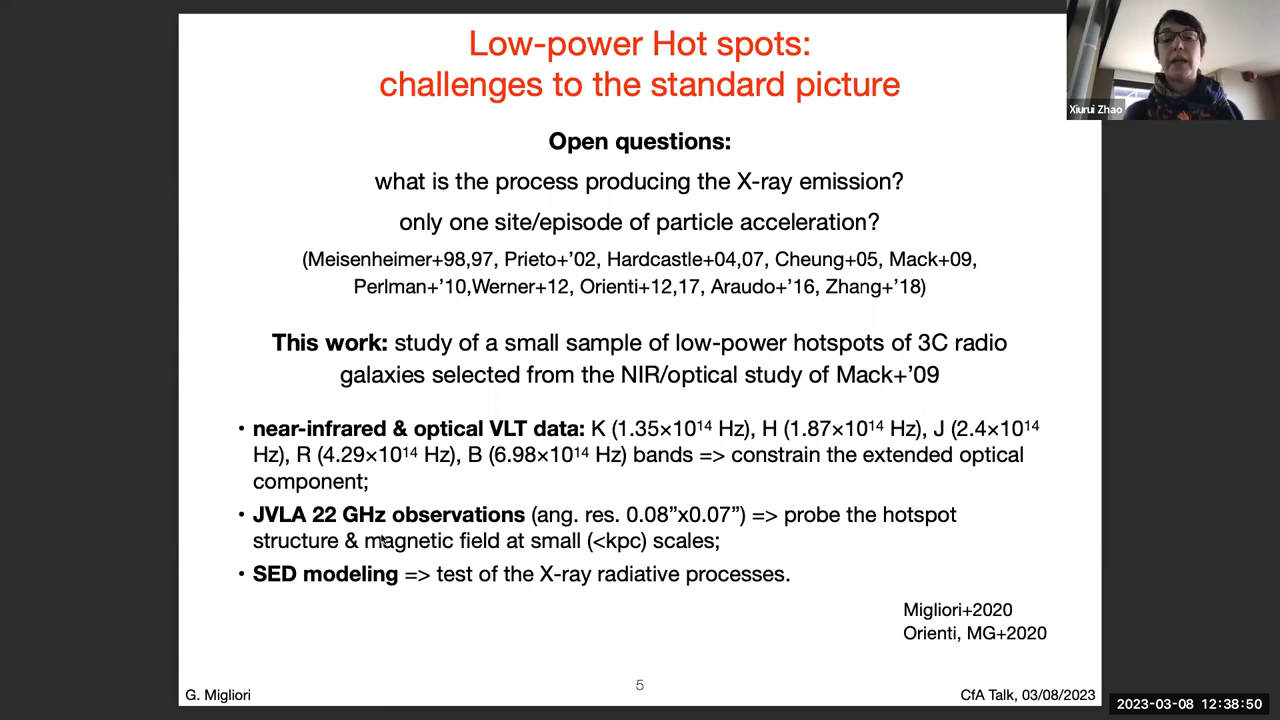 Low-power Hot spots:
challenges to the standard picture
Open questions:
what is the process producing the X-ray emission?
only one site/episode of particle acceleration?
(Meisenheimer+98,97, Prieto+’02, Hardcastle+04,07, Cheung+05, Mack+09,
Perlman+’10,Werner+12, Orienti+12,17, Araudo+’16, Zhang+’18)
This work: study of a small sample of low-power hotspots of 3C radio
galaxies selected from the NIR/optical study of Mack+’09
• near-infrared & optical VLT data: K (1.35×10¹⁴ Hz), H (1.87×10¹⁴ Hz), J (2.4×10¹⁴
Hz), R (4.29×10¹⁴ Hz), B (6.98×10¹⁴ Hz) bands => constrain the extended optical
component;
• JVLA 22 GHz observations (ang. res. 0.08”x0.07”) => probe the hotspot
structure & magnetic field at small (<kpc) scales;
• SED modeling => test of the X-ray radiative processes.
Migliori+2020
Orienti, MG+2020
G. Migliori
5
CfA Talk, 03/08/2023
Xiurui Zhao
2023-03-08 12:38:50